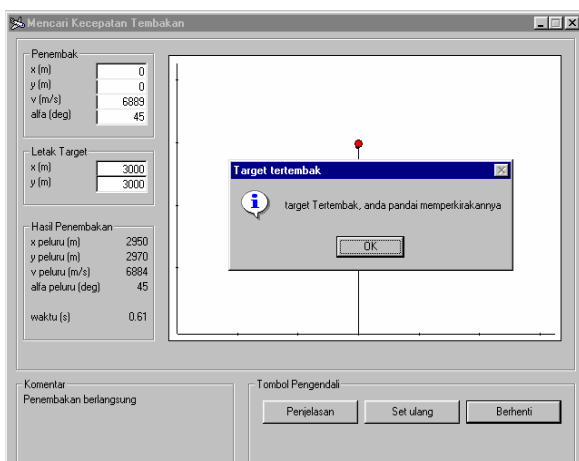 Mencari Kecepatan Tembakan
Penembak
x (m) 0
y (m) 0
v (m/s) 6889
alfa (deg) 45
Letak Target
x (m) 3000
y (m) 3000
Hasil Penembakan
x peluru (m) 2950
y peluru (m) 2970
v peluru (m/s) 6884
alfa peluru (deg) 45
waktu (s) 0.61
Target tertembak
target Tertembak, anda pandai memperkirakannya
OK
Komentar
Penembakan berlangsung
Tombol Pengendali
Penjelasan Set ulang Berhenti